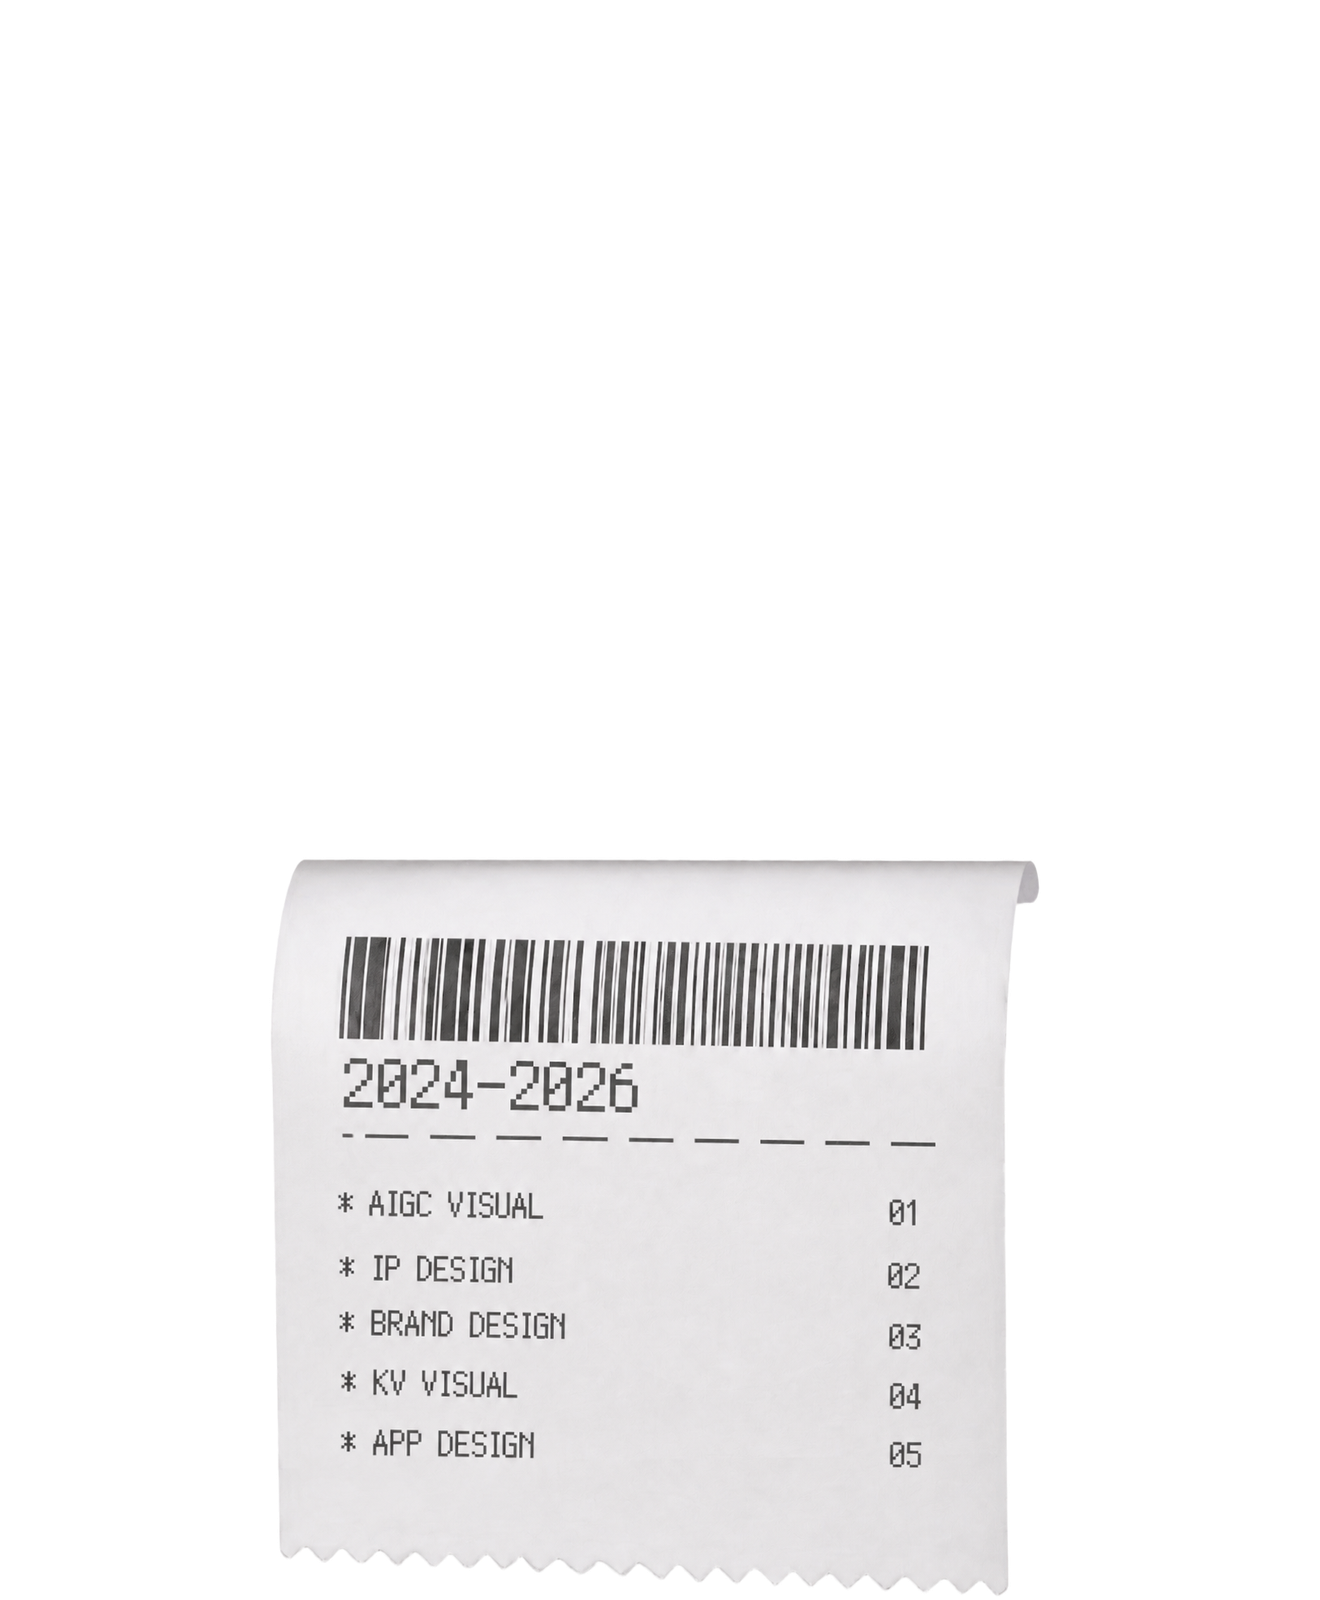 2024-2026
* AIGC VISUAL 01
* IP DESIGN 02
* BRAND DESIGN 03
* KV VISUAL 04
* APP DESIGN 05